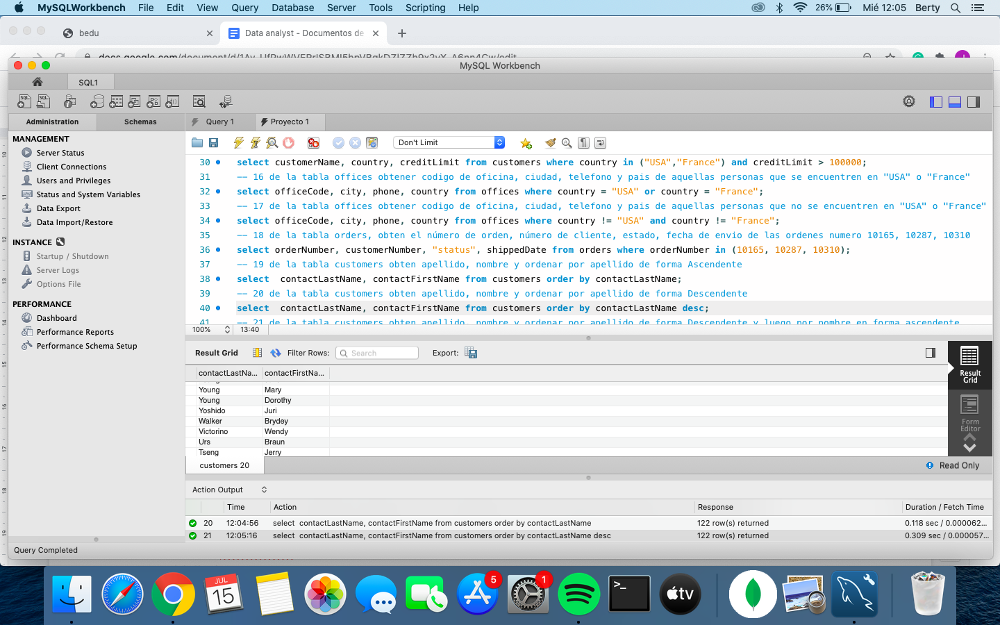 MySQLWorkbench File Edit View Query Database Server Tools Scripting Help 26% Mié 12:05 Berty
bedu Data analyst - Documentos de
MySQL Workbench
SQL1
Administration Schemas
MANAGEMENT
Server Status
Client Connections
Users and Privileges
Status and System Variables
Data Export
Data Import/Restore
INSTANCE
Startup / Shutdown
Server Logs
Options File
PERFORMANCE
Dashboard
Performance Reports
Performance Schema Setup
Query 1 Proyecto 1
Don't Limit
30 select customerName, country, creditLimit from customers where country in ("USA","France") and creditLimit > 100000;
31 -- 16 de la tabla offices obtener codigo de oficina, ciudad, telefono y pais de aquellas personas que se encuentren en "USA" o "France"
32 select officeCode, city, phone, country from offices where country = "USA" or country = "France";
33 -- 17 de la tabla offices obtener codigo de oficina, ciudad, telefono y pais de aquellas personas que no se encuentren en "USA" o "France"
34 select officeCode, city, phone, country from offices where country != "USA" and country != "France";
35 -- 18 de la tabla orders, obten el número de orden, número de cliente, estado, fecha de envio de las ordenes numero 10165, 10287, 10310
36 select orderNumber, customerNumber, "status", shippedDate from orders where orderNumber in (10165, 10287, 10310);
37 -- 19 de la tabla customers obten apellido, nombre y ordenar por apellido de forma Ascendente
38 select  contactLastName, contactFirstName from customers order by contactLastName;
39 -- 20 de la tabla customers obten apellido, nombre y ordenar por apellido de forma Descendente
40 select  contactLastName, contactFirstName from customers order by contactLastName desc;
41 -- 21 de la tabla customers obten apellido, nombre y ordenar por apellido de forma Descendente y luego por nombre en forma ascendente
100% 13:40
Result Grid Filter Rows: Search Export:
contactLastNa... contactFirstNa...
Young Mary
Young Dorothy
Yoshido Juri
Walker Brydey
Victorino Wendy
Urs Braun
Tseng Jerry
Result Grid
Form Editor
customers 20 Read Only
Action Output
Time Action Response Duration / Fetch Time
20 12:04:56 select  contactLastName, contactFirstName from customers order by contactLastName 122 row(s) returned 0.118 sec / 0.000062...
21 12:05:16 select  contactLastName, contactFirstName from customers order by contactLastName desc 122 row(s) returned 0.309 sec / 0.000057...
Query Completed
JUL
15
5
1
>_
tv